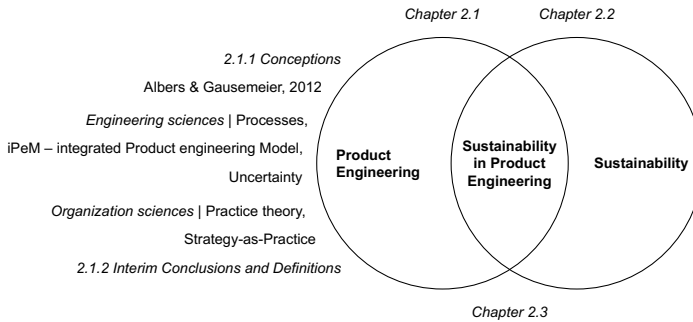 Chapter 2.1
Chapter 2.2
2.1.1 Conceptions
Albers & Gausemeier, 2012
Engineering sciences | Processes,
iPeM – integrated Product engineering Model,
Uncertainty
Organization sciences | Practice theory,
Strategy-as-Practice
2.1.2 Interim Conclusions and Definitions
Product
Engineering
Sustainability
in Product
Engineering
Sustainability
Chapter 2.3